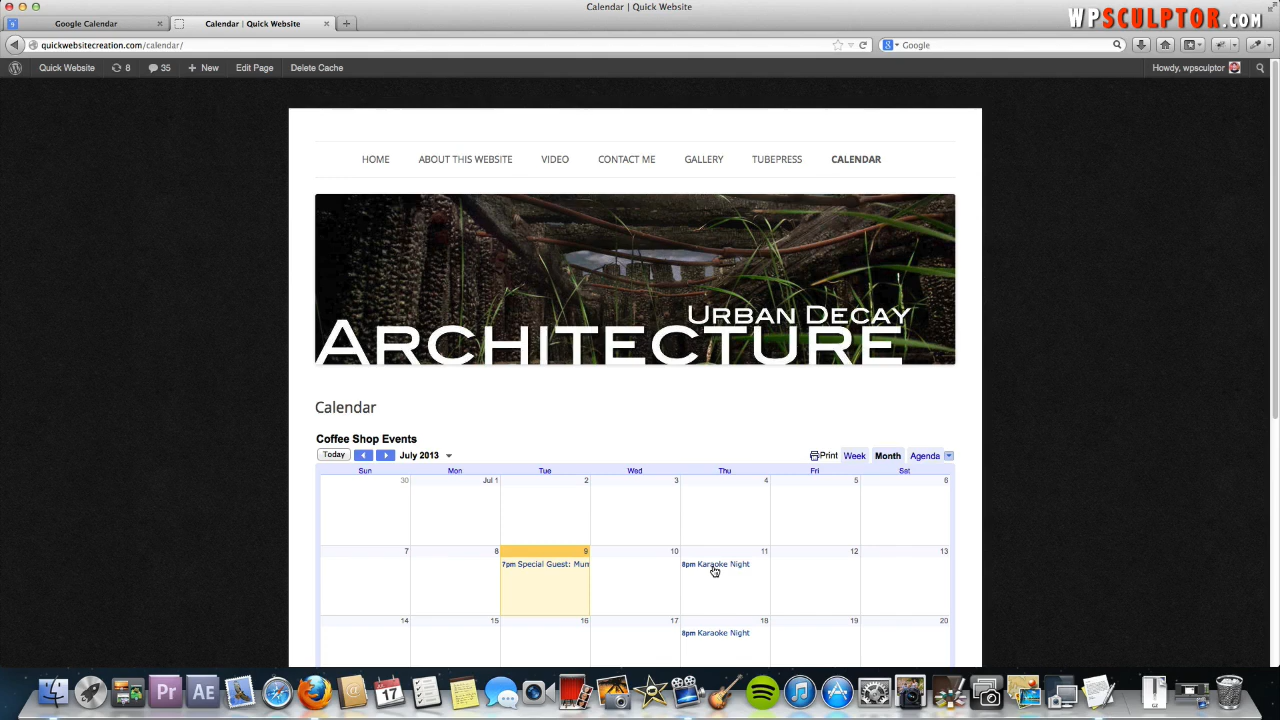 Calendar | Quick Website
WPSCULPTOR.COM
Google Calendar
Calendar | Quick Website
quickwebsitecreation.com/calendar/
Google
Quick Website 8 35 New Edit Page Delete Cache
Howdy, wpsculptor
HOME ABOUT THIS WEBSITE VIDEO CONTACT ME GALLERY TUBEPRESS CALENDAR
URBAN DECAY
ARCHITECTURE
Calendar
Coffee Shop Events
Today July 2013 Print Week Month Agenda
Sun Mon Tue Wed Thu Fri Sat
30 Jul 1 2 3 4 5 6
7 8 9 10 11 12 13
7pm Special Guest: Mum 8pm Karaoke Night
14 15 16 17 18 19 20
8pm Karaoke Night
Pr AE 17